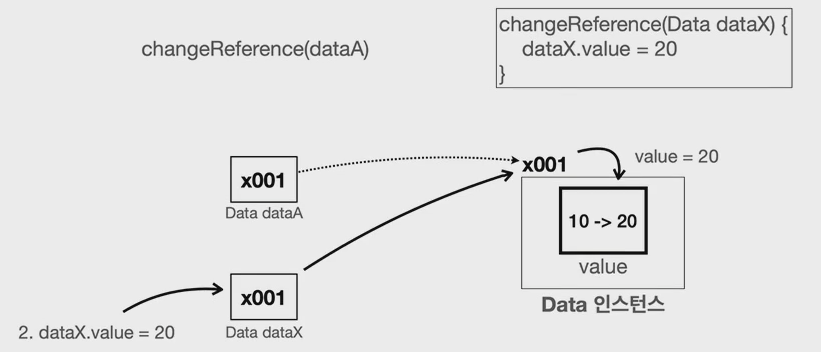 changeReference(dataA)
changeReference(Data dataX) {
dataX.value = 20
}
x001
Data dataA
x001
value = 20
10 -> 20
value
Data 인스턴스
x001
Data dataX
2. dataX.value = 20